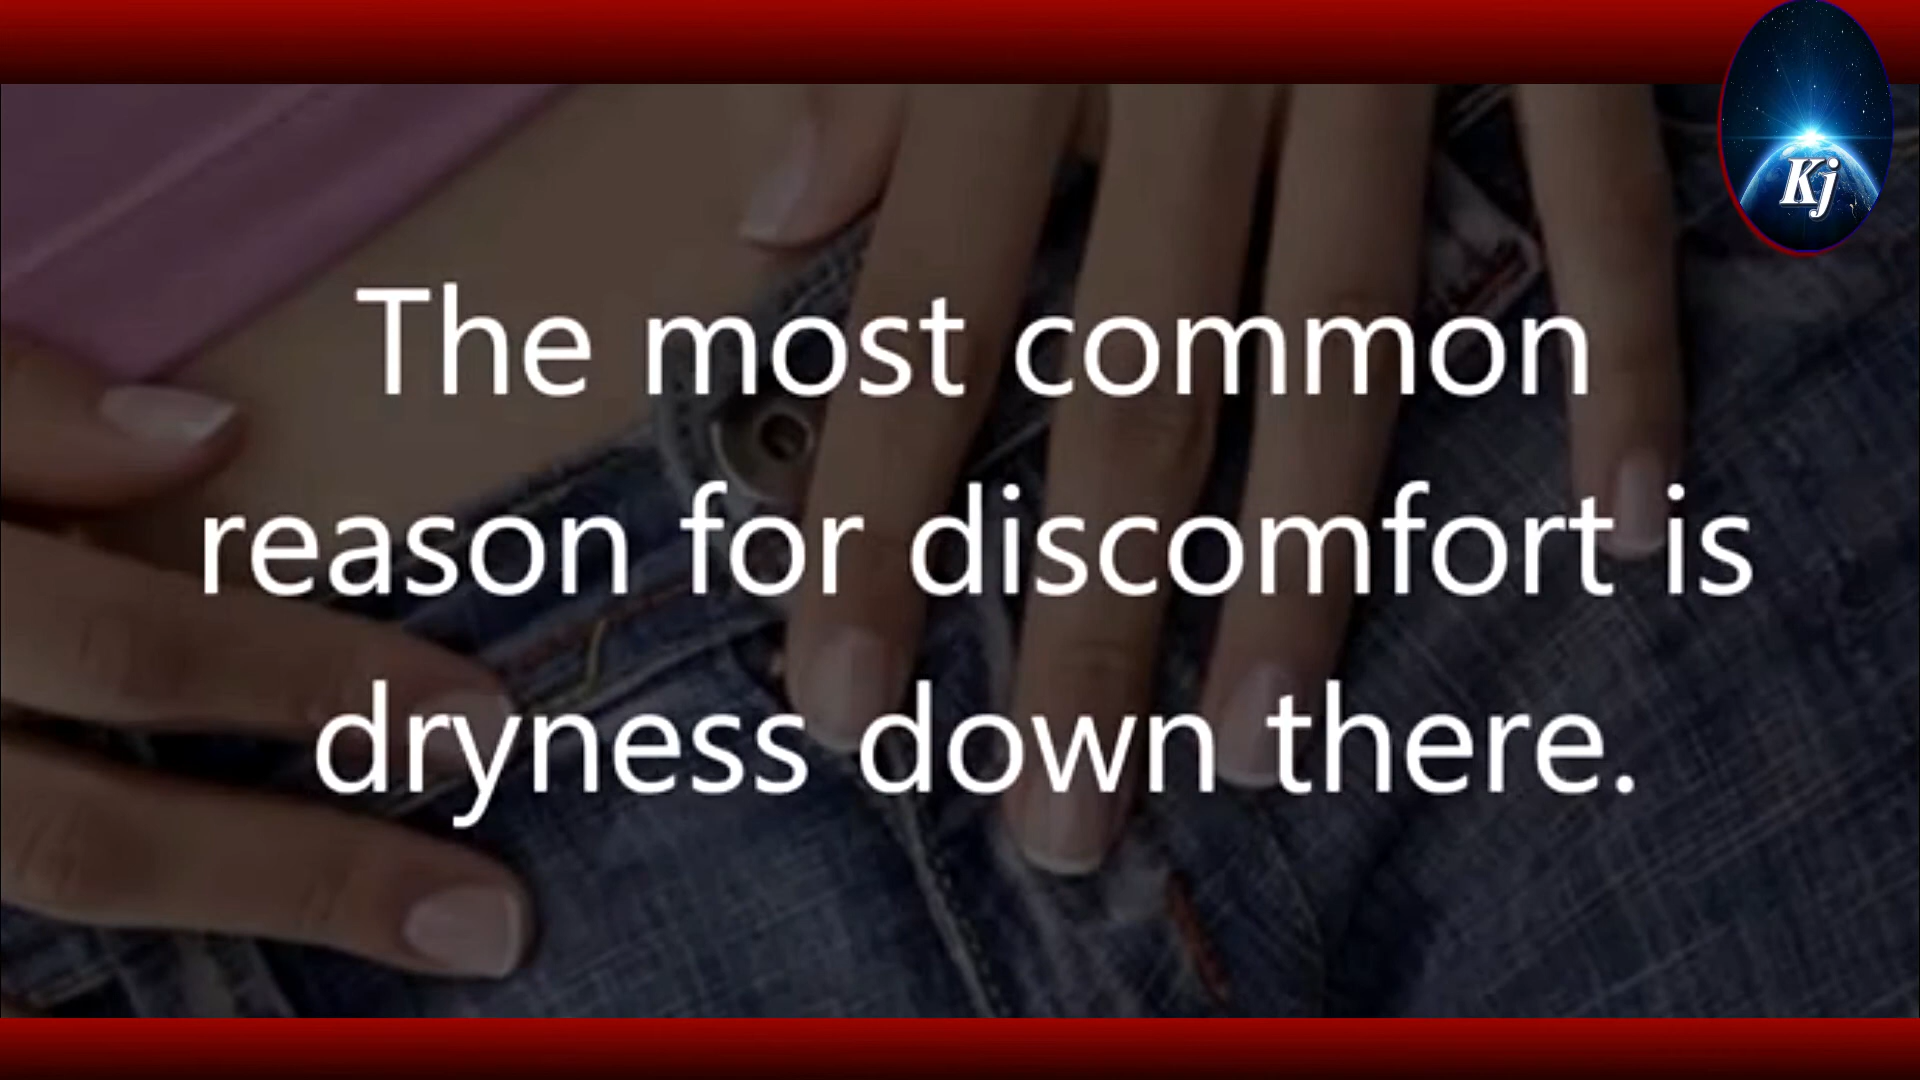 Kj
The most common
reason for discomfort is
dryness down there.